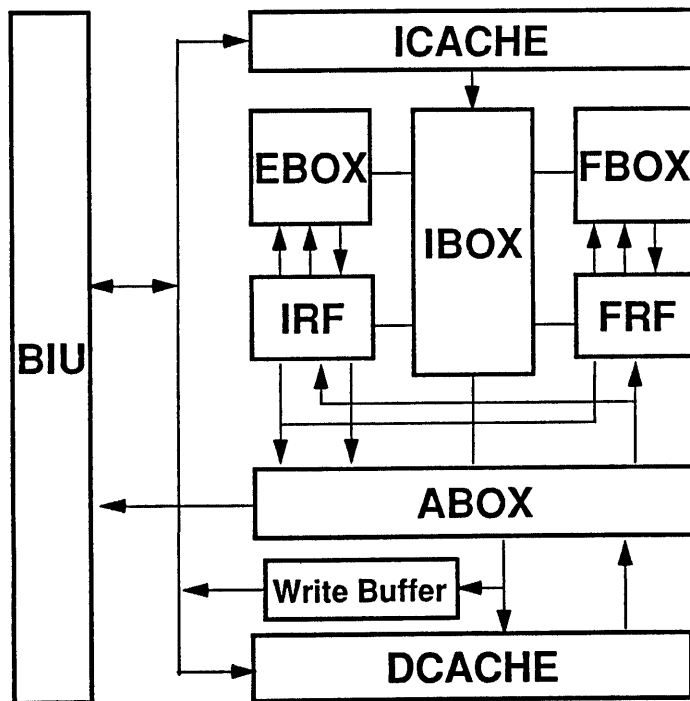 ICACHE
EBOX
FBOX
IBOX
IRF
FRF
BIU
ABOX
Write Buffer
DCACHE